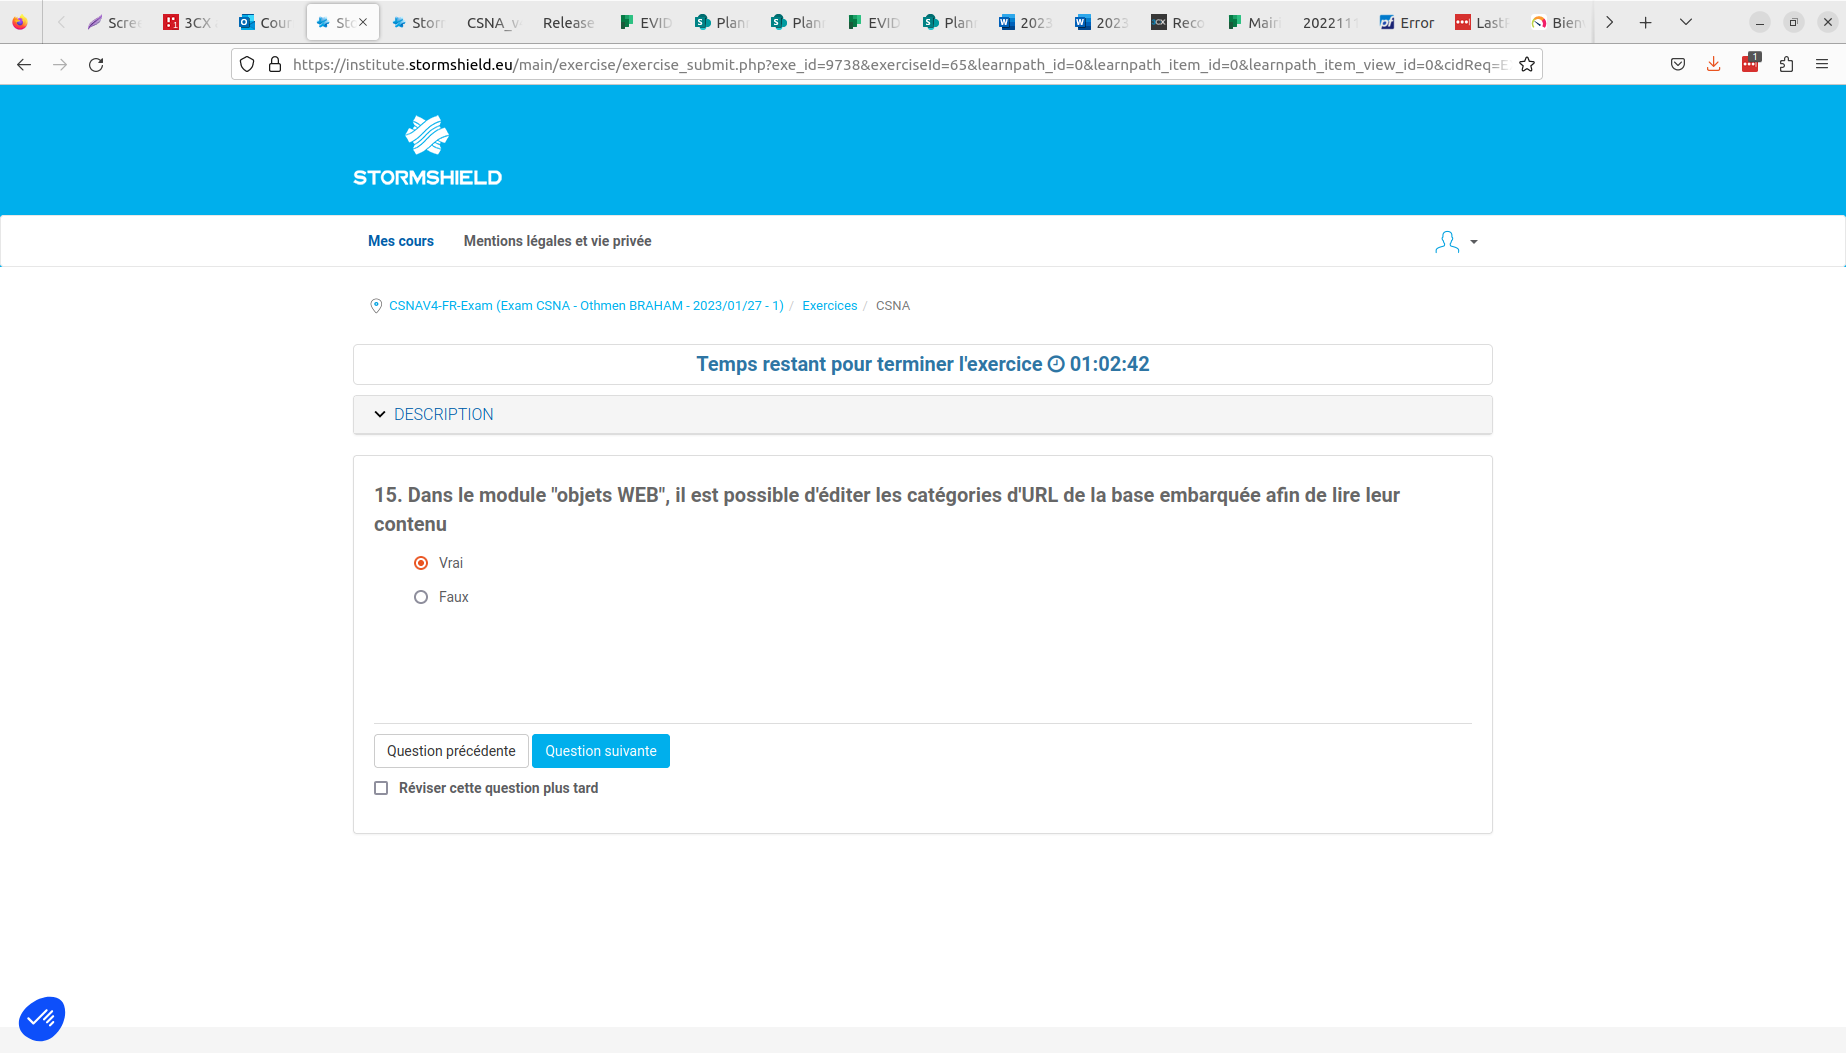 Scree
3CX
Cour
St
Storr
CSNA_v
Release
EVID
Plan
Plan
EVID
Plan
2023
2023
Reco
Mairi
2022111
Error
Last
Bien
https://institute.stormshield.eu/main/exercise/exercise_submit.php?exe_id=9738&exerciseId=65&learnpath_id=0&learnpath_item_id=0&learnpath_item_view_id=0&cidReq=E
1
STORMSHIELD
Mes cours
Mentions légales et vie privée
CSNAV4-FR-Exam (Exam CSNA - Othmen BRAHAM - 2023/01/27 - 1) / Exercices / CSNA
Temps restant pour terminer l'exercice 01:02:42
DESCRIPTION
15. Dans le module "objets WEB", il est possible d'éditer les catégories d'URL de la base embarquée afin de lire leur
contenu
Vrai
Faux
Question précédente
Question suivante
Réviser cette question plus tard